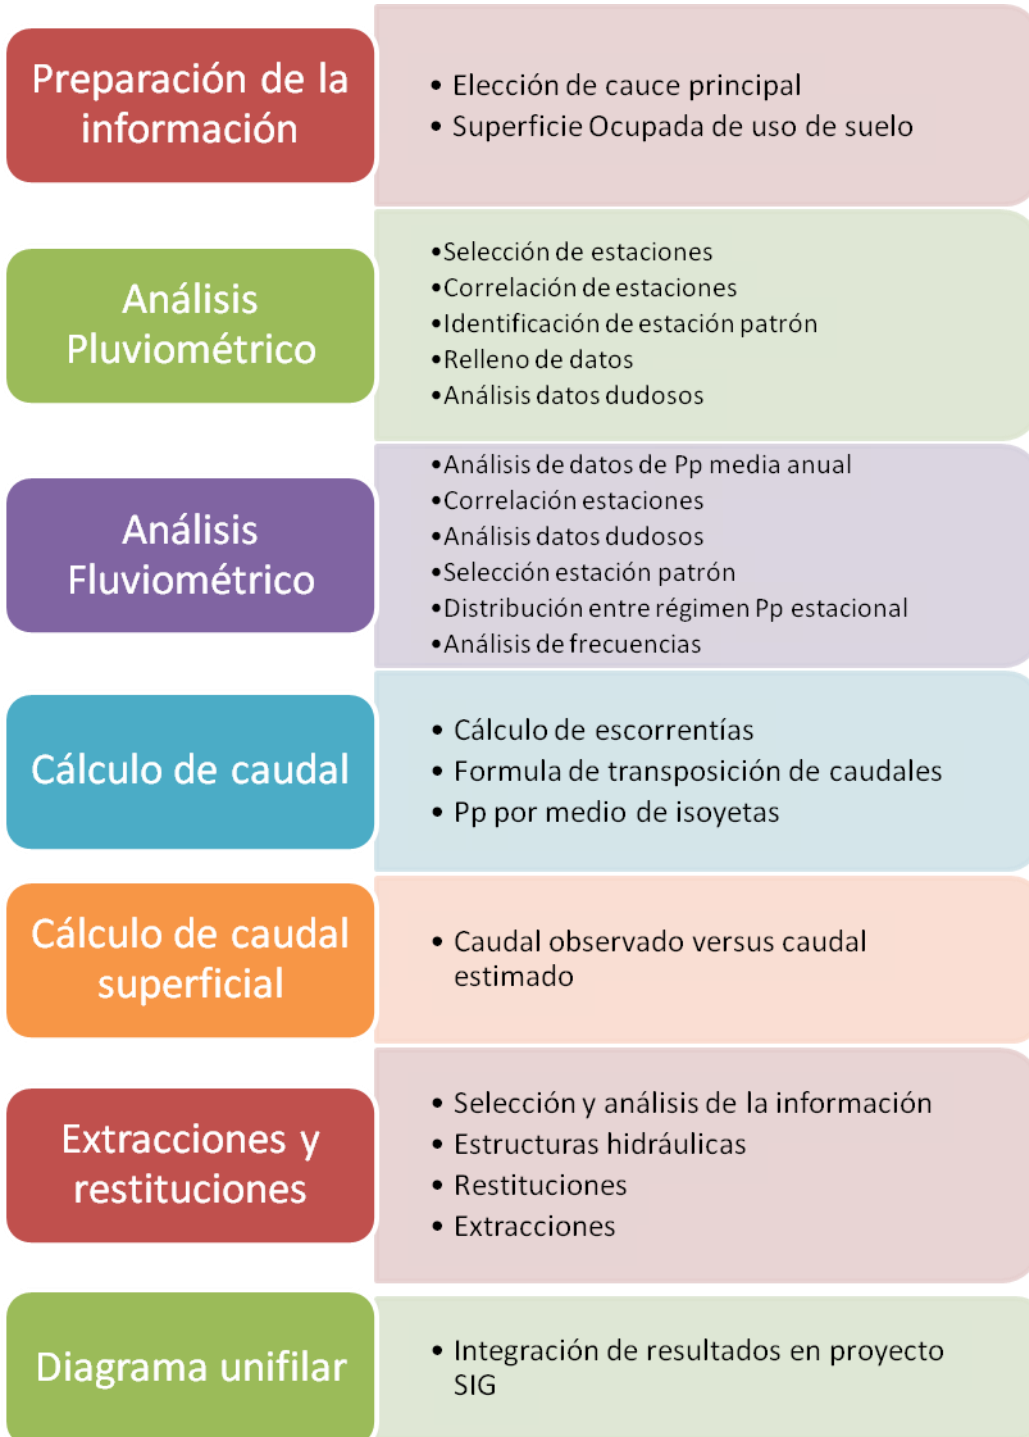 Preparación de la
información
• Elección de cauce principal
• Superficie Ocupada de uso de suelo
Análisis
Pluviométrico
•Selección de estaciones
•Correlación de estaciones
•Identificación de estación patrón
•Relleno de datos
•Análisis datos dudosos
Análisis
Fluviométrico
•Análisis de datos de Pp media anual
•Correlación estaciones
•Análisis datos dudosos
•Selección estación patrón
•Distribución entre régimen Pp estacional
•Análisis de frecuencias
Cálculo de caudal
• Cálculo de escorrentías
• Formula de transposición de caudales
• Pp por medio de isoyetas
Cálculo de caudal
superficial
• Caudal observado versus caudal
estimado
Extracciones y
restituciones
• Selección y análisis de la información
• Estructuras hidráulicas
• Restituciones
• Extracciones
Diagrama unifilar
• Integración de resultados en proyecto
SIG